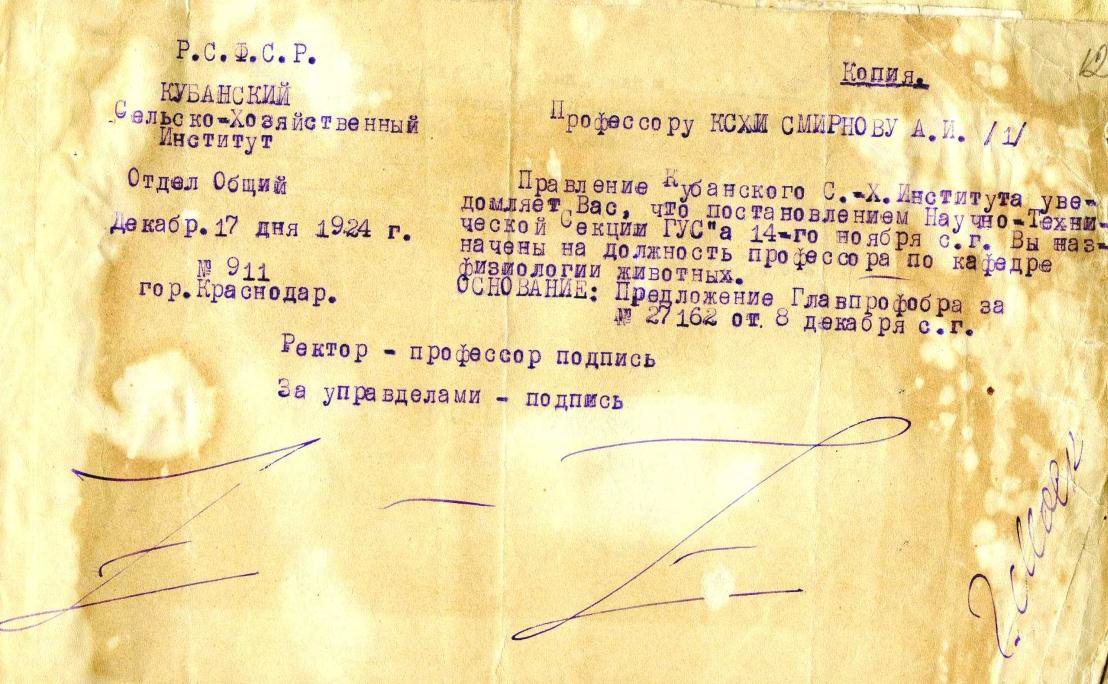 12
Р.С.Ф.С.Р.
КУБАНСКИЙ
Сельско-Хозяйственный
Институт
Отдел Общий
Декабр. 17 дня 1924 г.
№ 911
гор. Краснодар.
Копия.
Профессору КСХИ СМИРНОВУ А.И. /1/
Правление Кубанского С.-Х.Института уве-
домляет Вас, что постановлением Научно-Техни-
ческой Секции ГУС"а 14-го ноября с.г. Вы наз-
начены на должность профессора по кафедре
физиологии животных.
ОСНОВАНИЕ: Предложение Главпрофобра за
№ 27162 от 8 декабря с.г.
Ректор - профессор подпись
За управделами - подпись